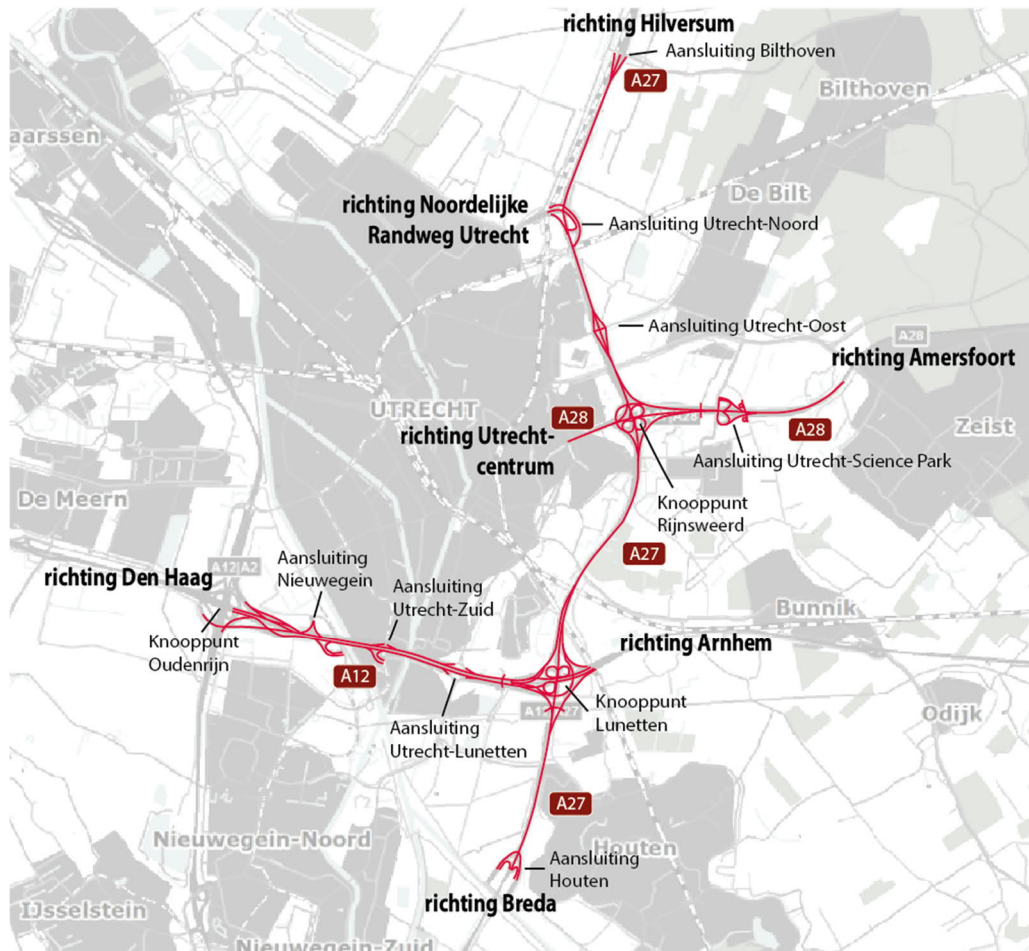 richting Hilversum
Aansluiting Bilthoven
A27
Bilthoven
aarssen
De Bilt
richting Noordelijke
Randweg Utrecht
Aansluiting Utrecht-Noord
Aansluiting Utrecht-Oost
A28
richting Amersfoort
UTRECHT
A28
A28
richting Utrecht-
centrum
Zeist
Aansluiting Utrecht-Science Park
De Meern
Knooppunt
Rijnsweerd
A27
Aansluiting
Nieuwegein
A12
A2
richting Den Haag
Aansluiting
Utrecht-Zuid
Bunnik
Knooppunt
Oudenrijn
richting Arnhem
A12
Knooppunt
Lunetten
Aansluiting
Utrecht-Lunetten
Odijk
A27
Nieuwegein-Noord
Houten
Aansluiting
Houten
richting Breda
IJsselstein
Nieuwegein-Zuid